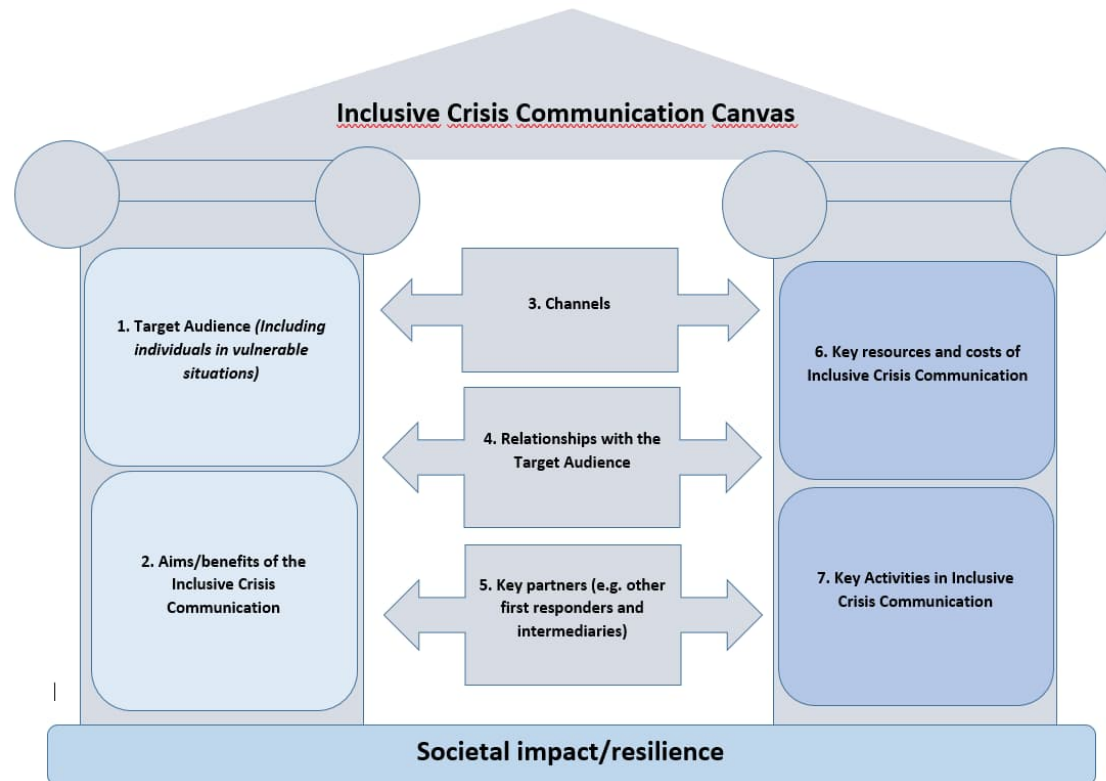 Inclusive Crisis Communication Canvas
1. Target Audience (Including
individuals in vulnerable
situations)
2. Aims/benefits of the
Inclusive Crisis
Communication
3. Channels
4. Relationships with the
Target Audience
5. Key partners (e.g. other
first responders and
intermediaries)
6. Key resources and costs of
Inclusive Crisis Communication
7. Key Activities in Inclusive
Crisis Communication
Societal impact/resilience